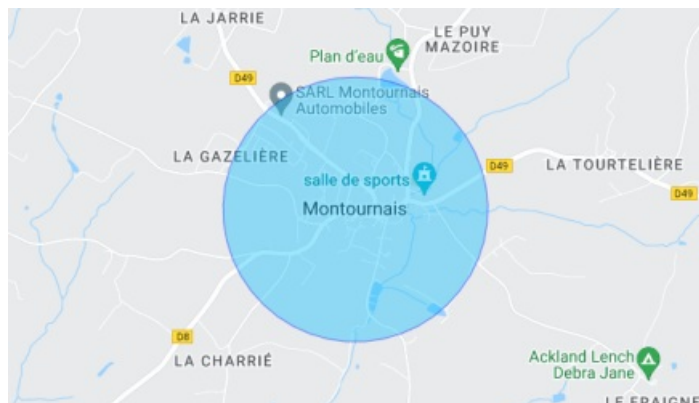 LA JARRIE
LE PUY
MAZOIRE
Plan d'eau
D49
SARL Montournais
Automobiles
LA GAZELIÈRE
D49
LA TOURTELIÈRE
salle de sports
D49
Montournais
D8
LA CHARRIÉ
Ackland Lench
Debra Jane